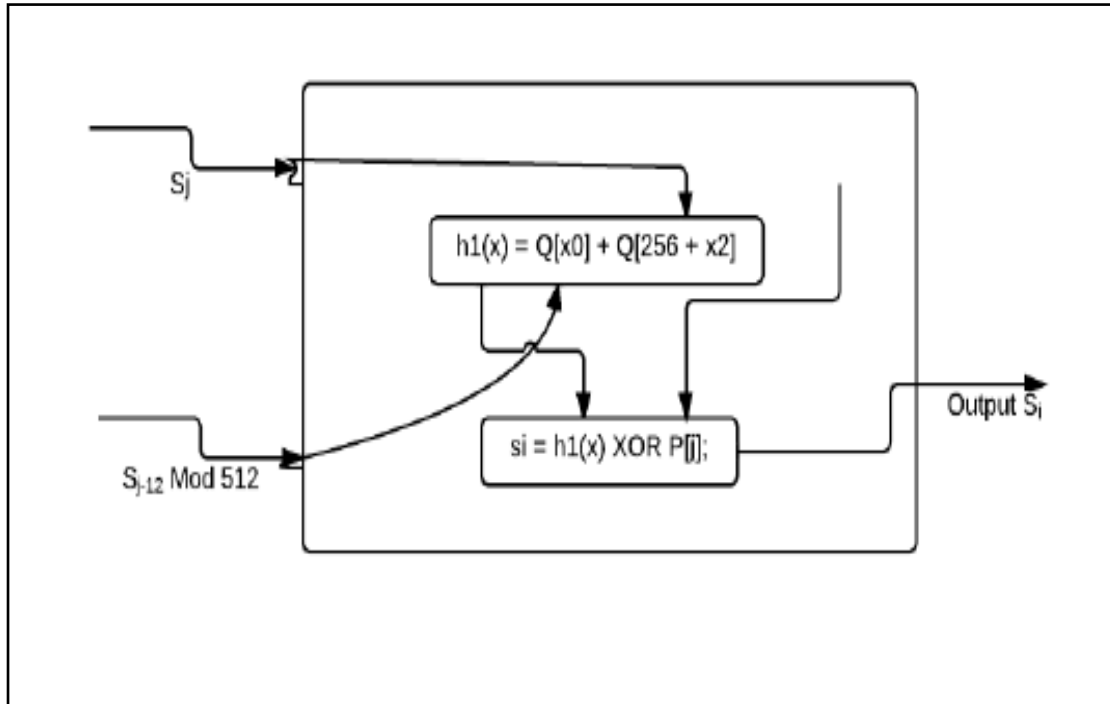 Sj
h1(x) = Q[x0] + Q[256 + x2]
Sj-12 Mod 512
si = h1(x) XOR P[j];
Output Si